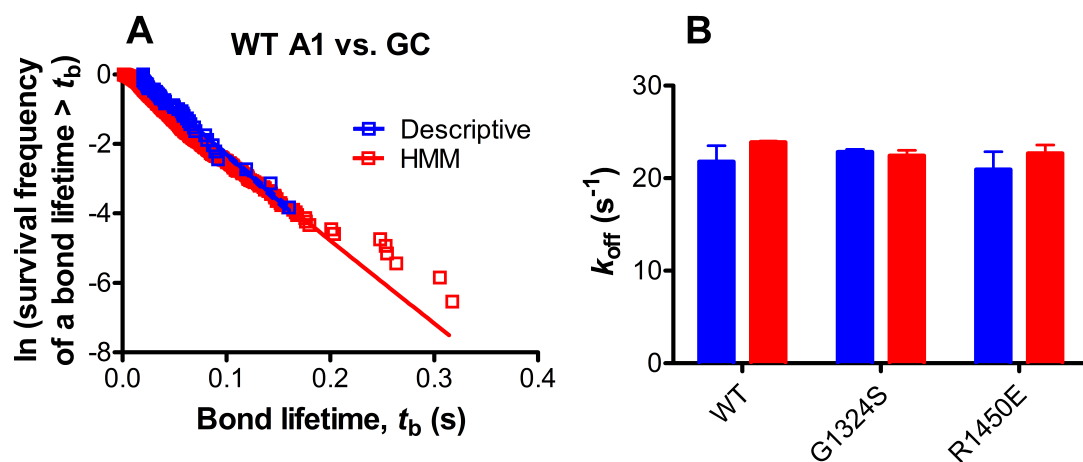 A
WT A1 vs. GC
ln (survival frequency
of a bond lifetime > tb)
0
-2
-4
-6
-8
Descriptive
HMM
0.0 0.1 0.2 0.3 0.4
Bond lifetime, tb (s)
B
koff (s-1)
30
20
10
0
WT
G1324S
R1450E